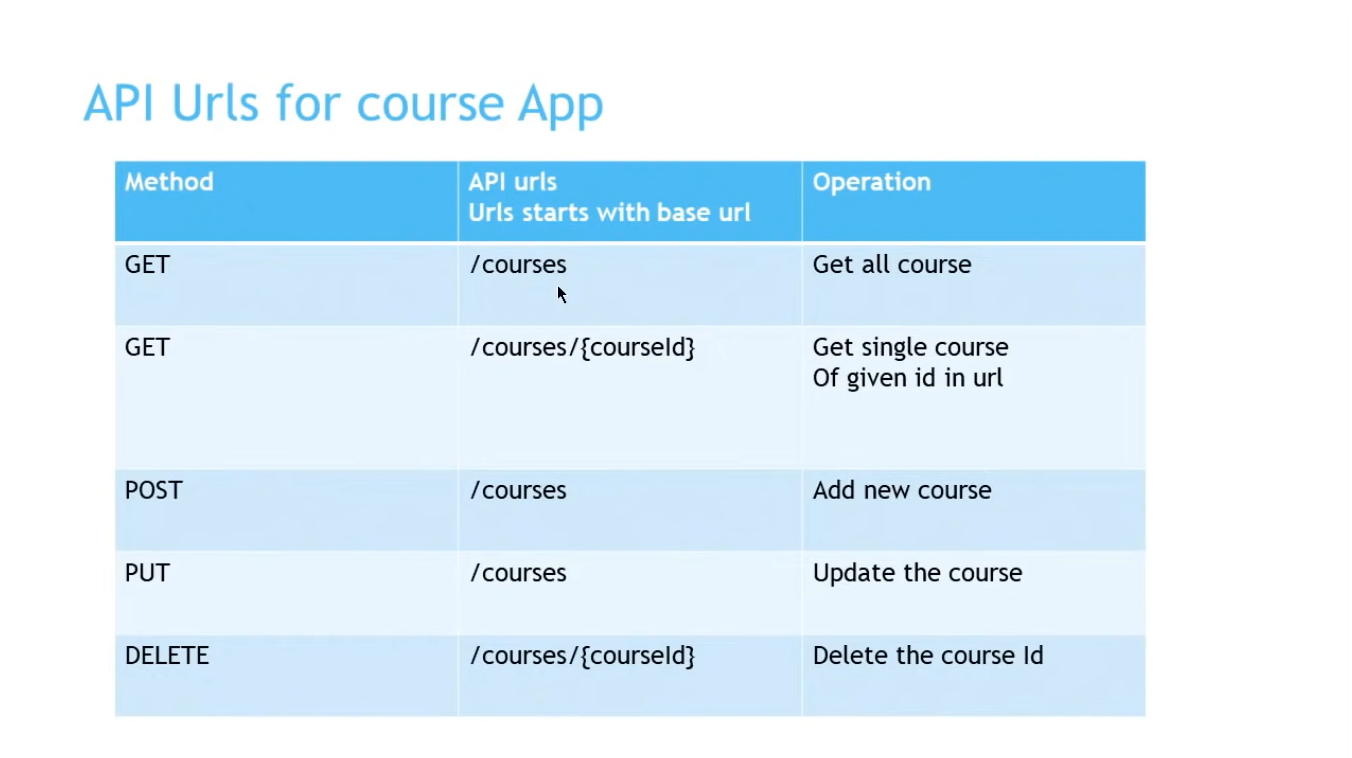 API Urls for course App
Method
API urls
Urls starts with base url
Operation
GET
/courses
Get all course
GET
/courses/{courseId}
Get single course
Of given id in url
POST
/courses
Add new course
PUT
/courses
Update the course
DELETE
/courses/{courseId}
Delete the course Id